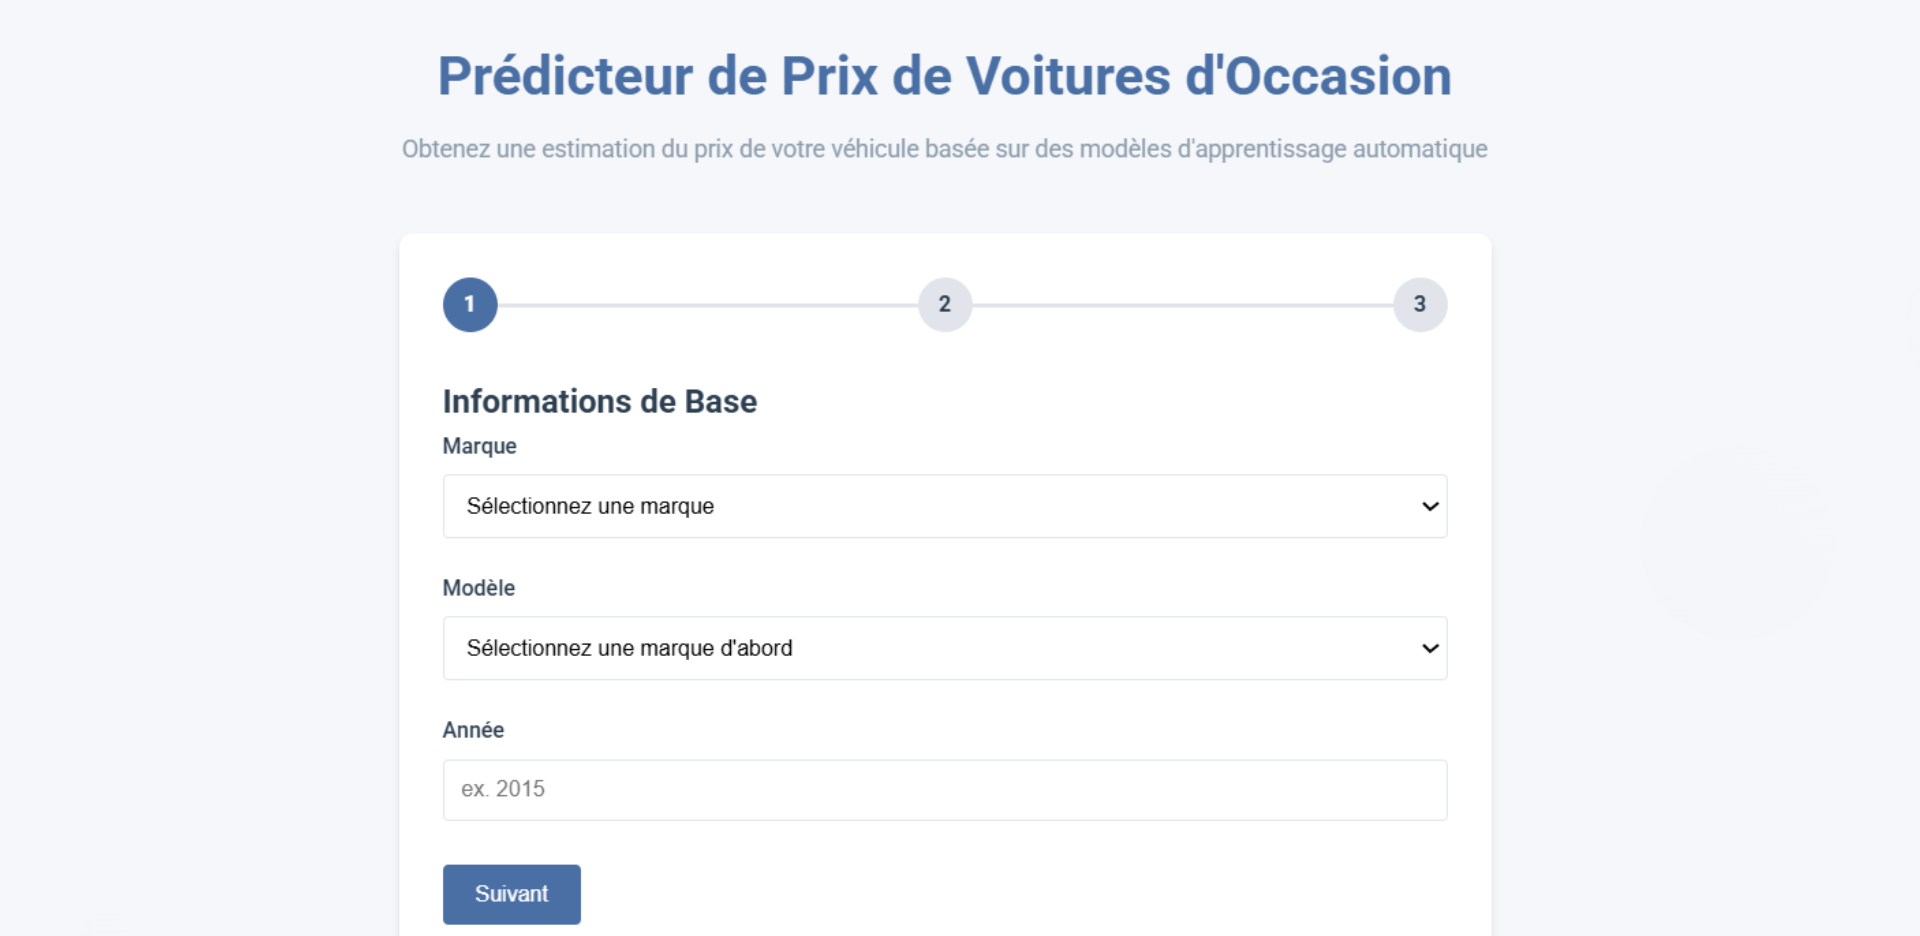 Prédicteur de Prix de Voitures d'Occasion
Obtenez une estimation du prix de votre véhicule basée sur des modèles d'apprentissage automatique
1
2
3
Informations de Base
Marque
Sélectionnez une marque
Modèle
Sélectionnez une marque d'abord
Année
ex. 2015
Suivant